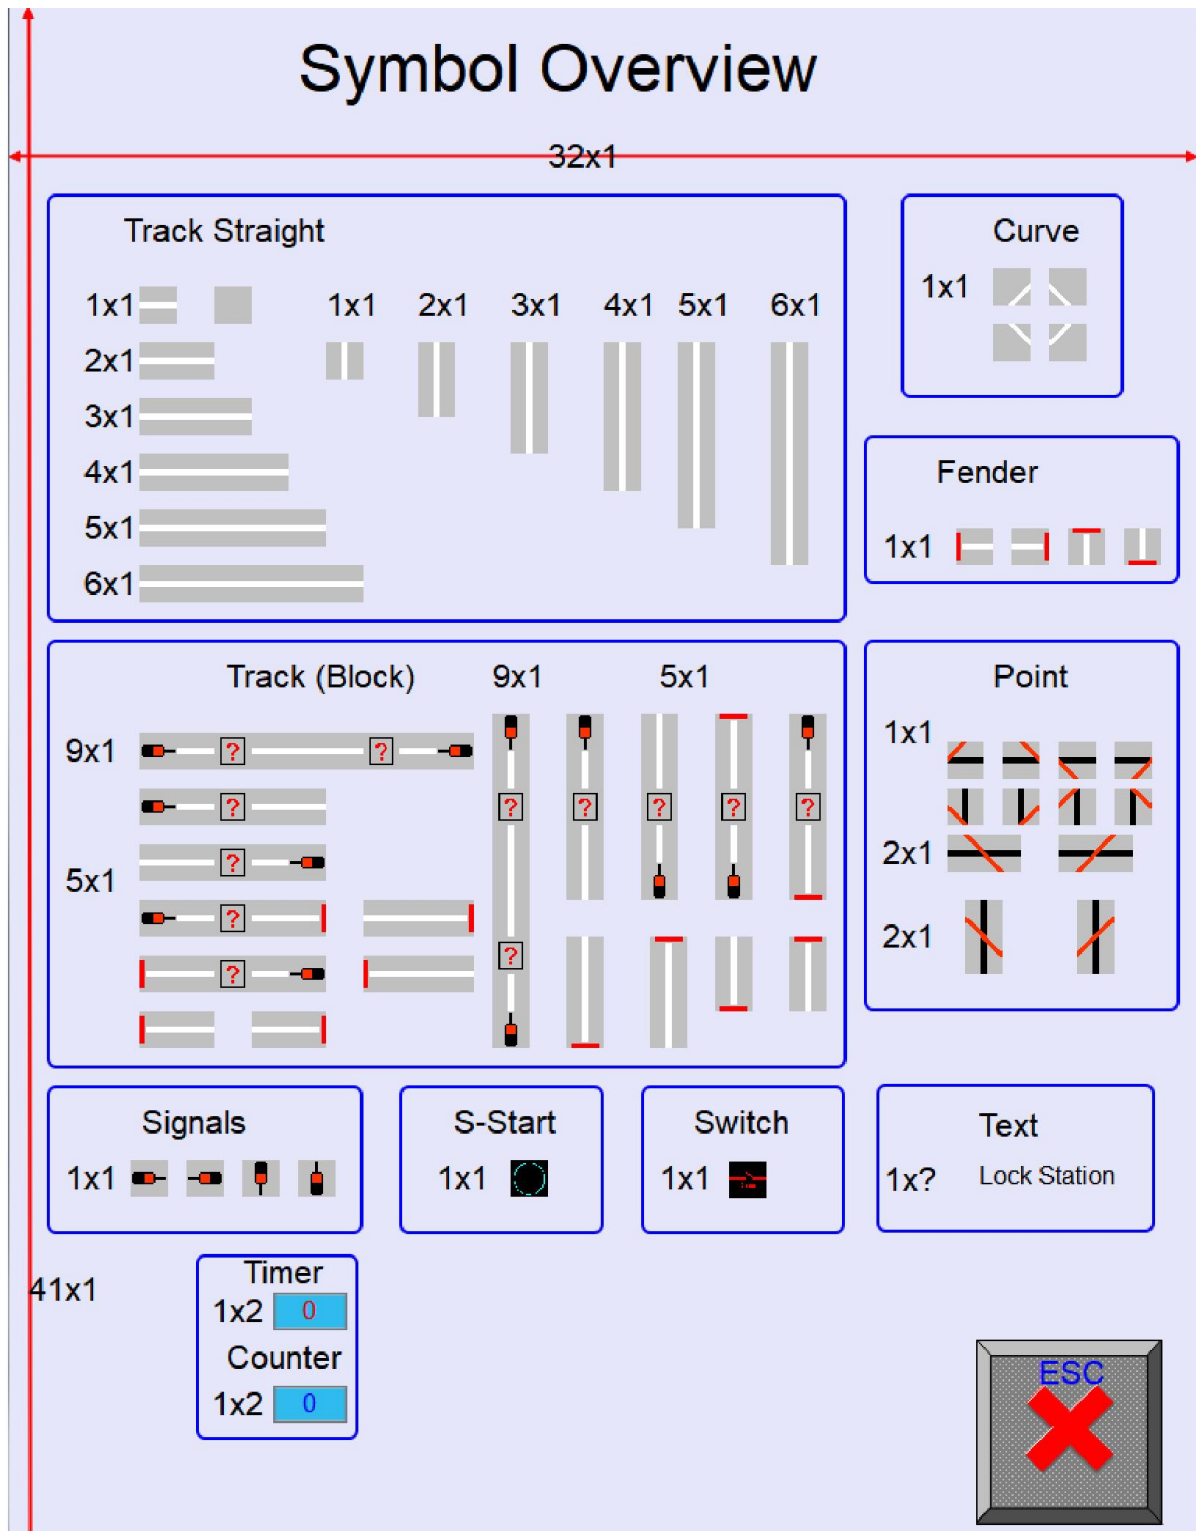 Symbol Overview
32x1
Track Straight
1x1
1x1 2x1 3x1 4x1 5x1 6x1
2x1
3x1
4x1
5x1
6x1
Curve
1x1
Fender
1x1
Track (Block)
9x1 5x1
9x1 ? ?
?
5x1 ?
?
?
? ? ? ? ?
?
Point
1x1
2x1
2x1
Signals
1x1
S-Start
1x1
Switch
1x1
Text
1x? Lock Station
41x1
Timer
1x2 0
Counter
1x2 0
ESC